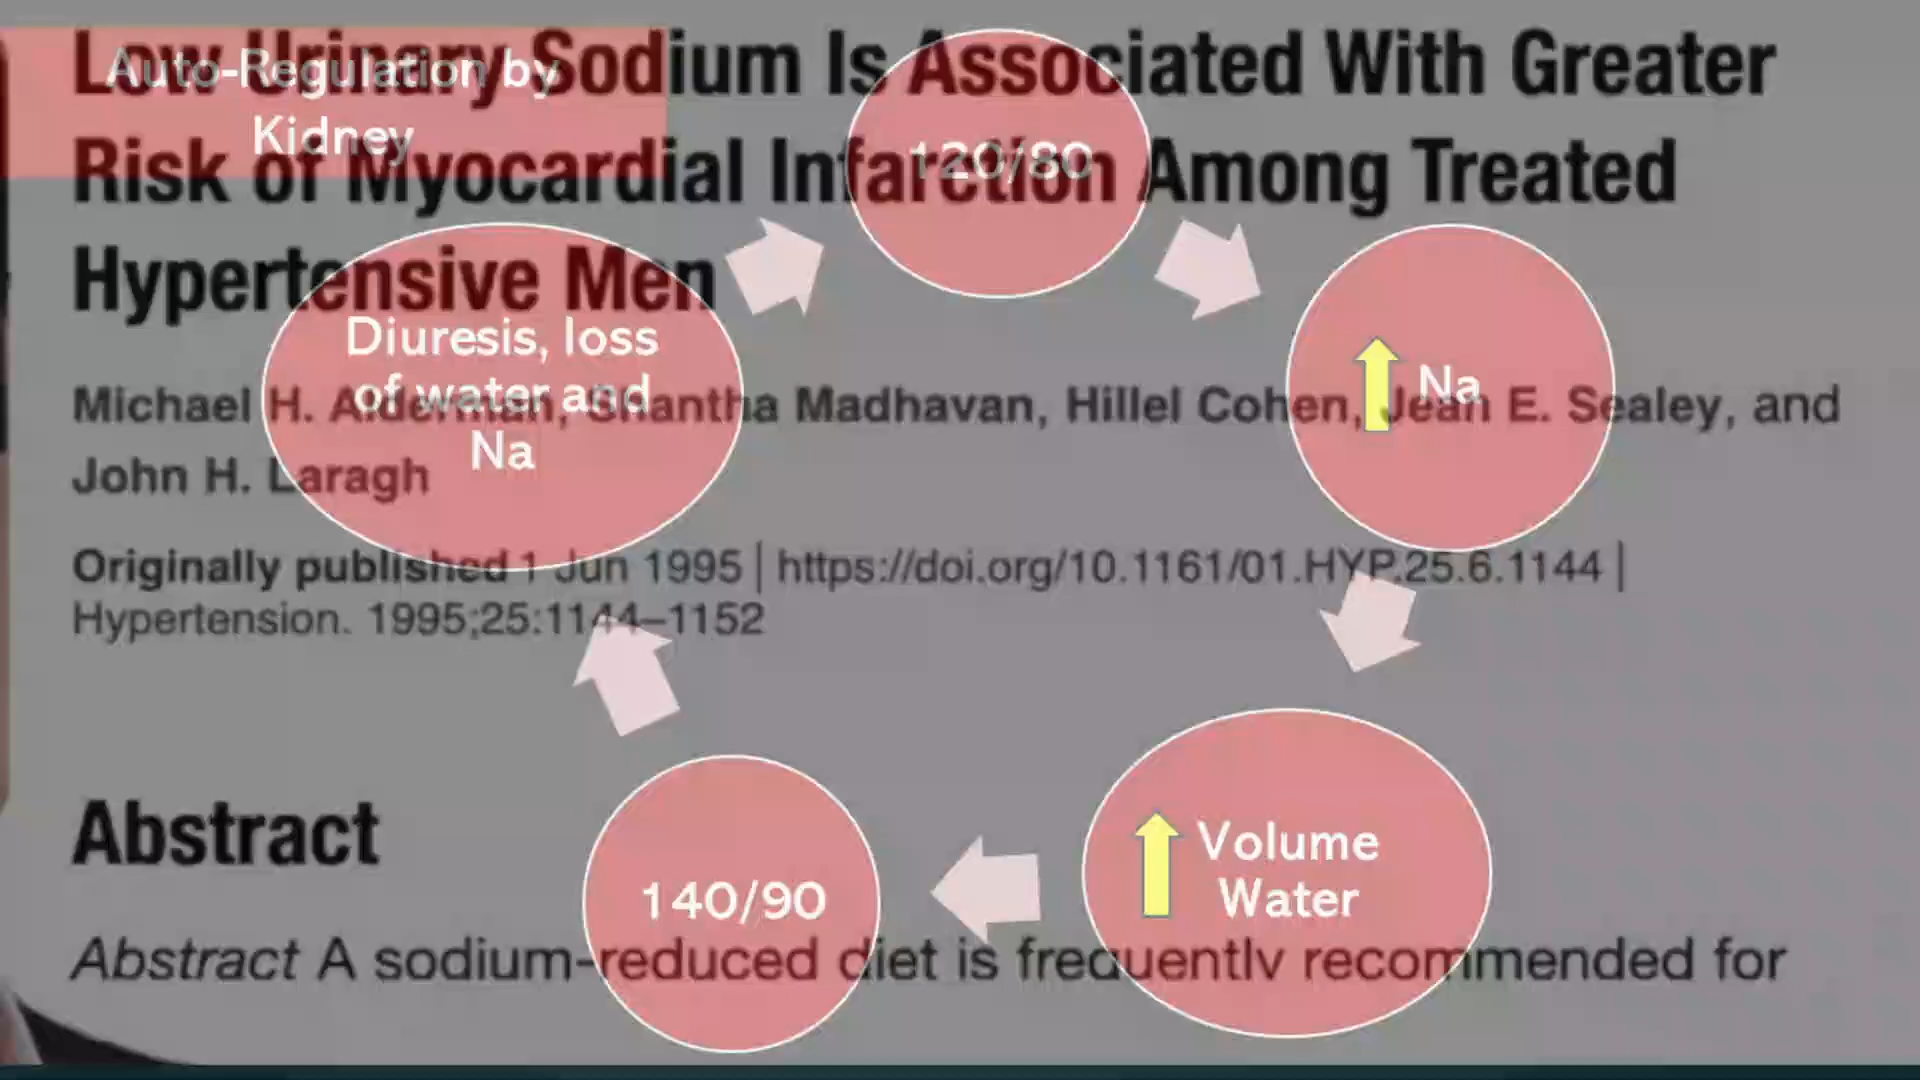 Low Urinary Sodium Is Associated With Greater
Risk of Myocardial Infarction Among Treated
Hypertensive Men
Michael H. Alderman, Shantha Madhavan, Hillel Cohen, Jean E. Sealey, and
John H. Laragh
Originally published 1 Jun 1995 | https://doi.org/10.1161/01.HYP.25.6.1144 |
Hypertension. 1995;25:1144–1152
Abstract
Abstract A sodium-reduced diet is frequently recommended for
Auto-Regulation by
Kidney
120/80
Na
Volume
Water
140/90
Diuresis, loss
of water and
Na